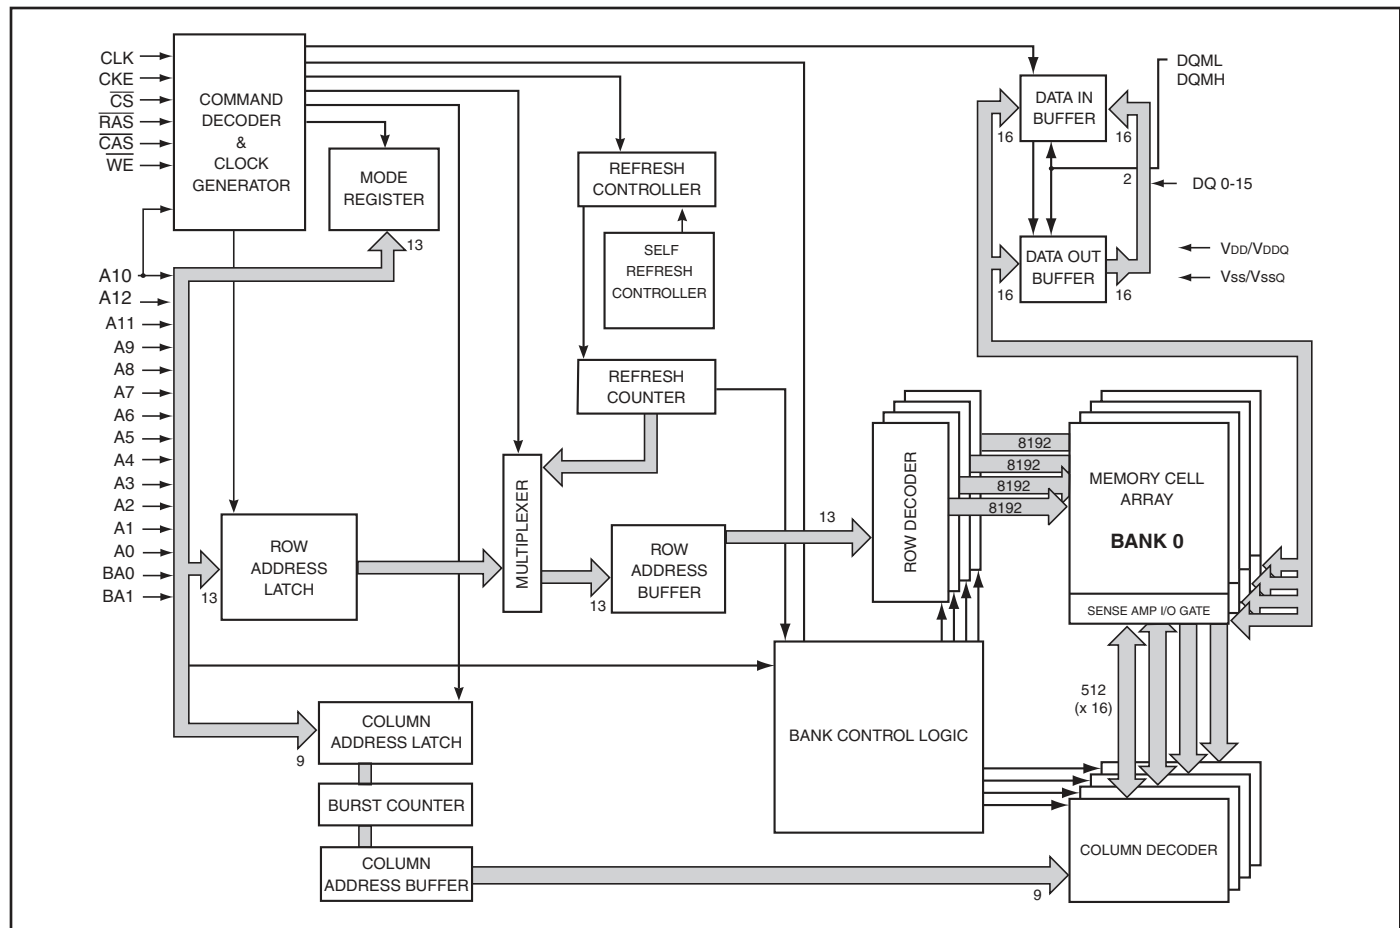 CLK
CKE
CS
RAS
CAS
WE
A10
A12
A11
A9
A8
A7
A6
A5
A4
A3
A2
A1
A0
BA0
BA1
COMMAND
DECODER
&
CLOCK
GENERATOR
MODE
REGISTER
13
REFRESH
CONTROLLER
SELF
REFRESH
CONTROLLER
REFRESH
COUNTER
DATA IN
BUFFER
16
16
DQML
DQMH
2
DQ 0-15
DATA OUT
BUFFER
16
16
VDD/VDDQ
Vss/VssQ
13
ROW
ADDRESS
LATCH
MULTIPLEXER
13
ROW
ADDRESS
BUFFER
13
ROW DECODER
8192
8192
8192
8192
MEMORY CELL
ARRAY
BANK 0
SENSE AMP I/O GATE
512
(x 16)
BANK CONTROL LOGIC
9
COLUMN
ADDRESS LATCH
BURST COUNTER
COLUMN
ADDRESS BUFFER
9
COLUMN DECODER